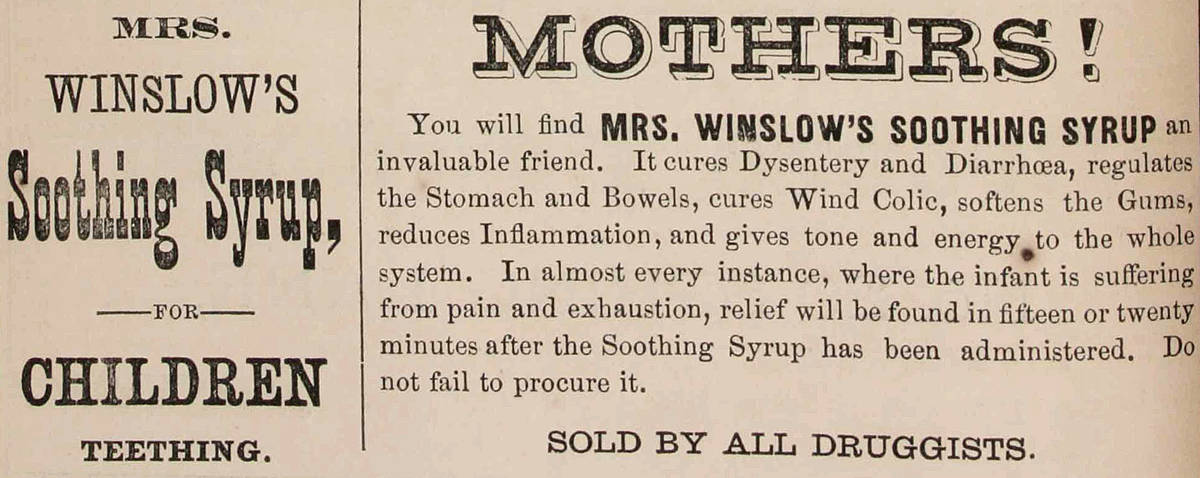 MRS.
WINSLOW'S
Soothing Syrup,
FOR
CHILDREN
TEETHING.
MOTHERS!
You will find MRS. WINSLOW'S SOOTHING SYRUP an
invaluable friend. It cures Dysentery and Diarrhœa, regulates
the Stomach and Bowels, cures Wind Colic, softens the Gums,
reduces Inflammation, and gives tone and energy to the whole
system. In almost every instance, where the infant is suffering
from pain and exhaustion, relief will be found in fifteen or twenty
minutes after the Soothing Syrup has been administered. Do
not fail to procure it.
SOLD BY ALL DRUGGISTS.